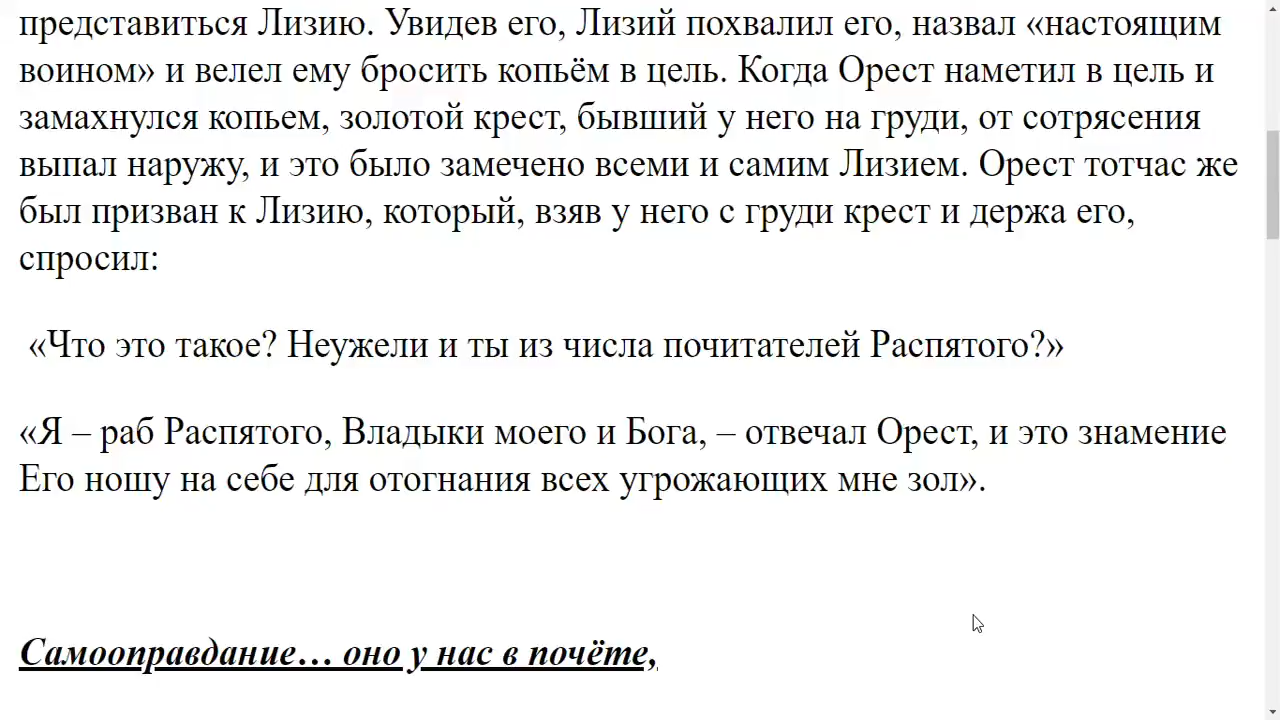 представиться Лизию. Увидев его, Лизий похвалил его, назвал «настоящим
воином» и велел ему бросить копьём в цель. Когда Орест наметил в цель и
замахнулся копьем, золотой крест, бывший у него на груди, от сотрясения
выпал наружу, и это было замечено всеми и самим Лизием. Орест тотчас же
был призван к Лизию, который, взяв у него с груди крест и держа его,
спросил:
«Что это такое? Неужели и ты из числа почитателей Распятого?»
«Я – раб Распятого, Владыки моего и Бога, – отвечал Орест, и это знамение
Его ношу на себе для отогнания всех угрожающих мне зол».
Самооправдание… оно у нас в почёте,